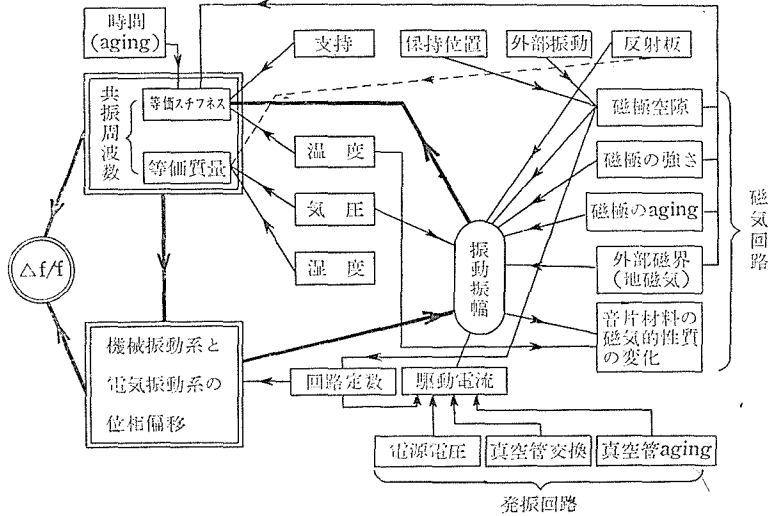 時間
(aging)
支持
保持位置
外部振動
反射板
共振周波数
等価スチフネス
等価質量
磁極空隙
温度
磁極の強さ
気圧
磁極のaging
湿度
外部磁界
(地磁気)
磁気回路
振動振幅
△f/f
音片材料の
磁気的性質
の変化
機械振動系と
電気振動系の
位相偏移
回路定数
駆動電流
電源電圧
真空管交換
真空管aging
発振回路